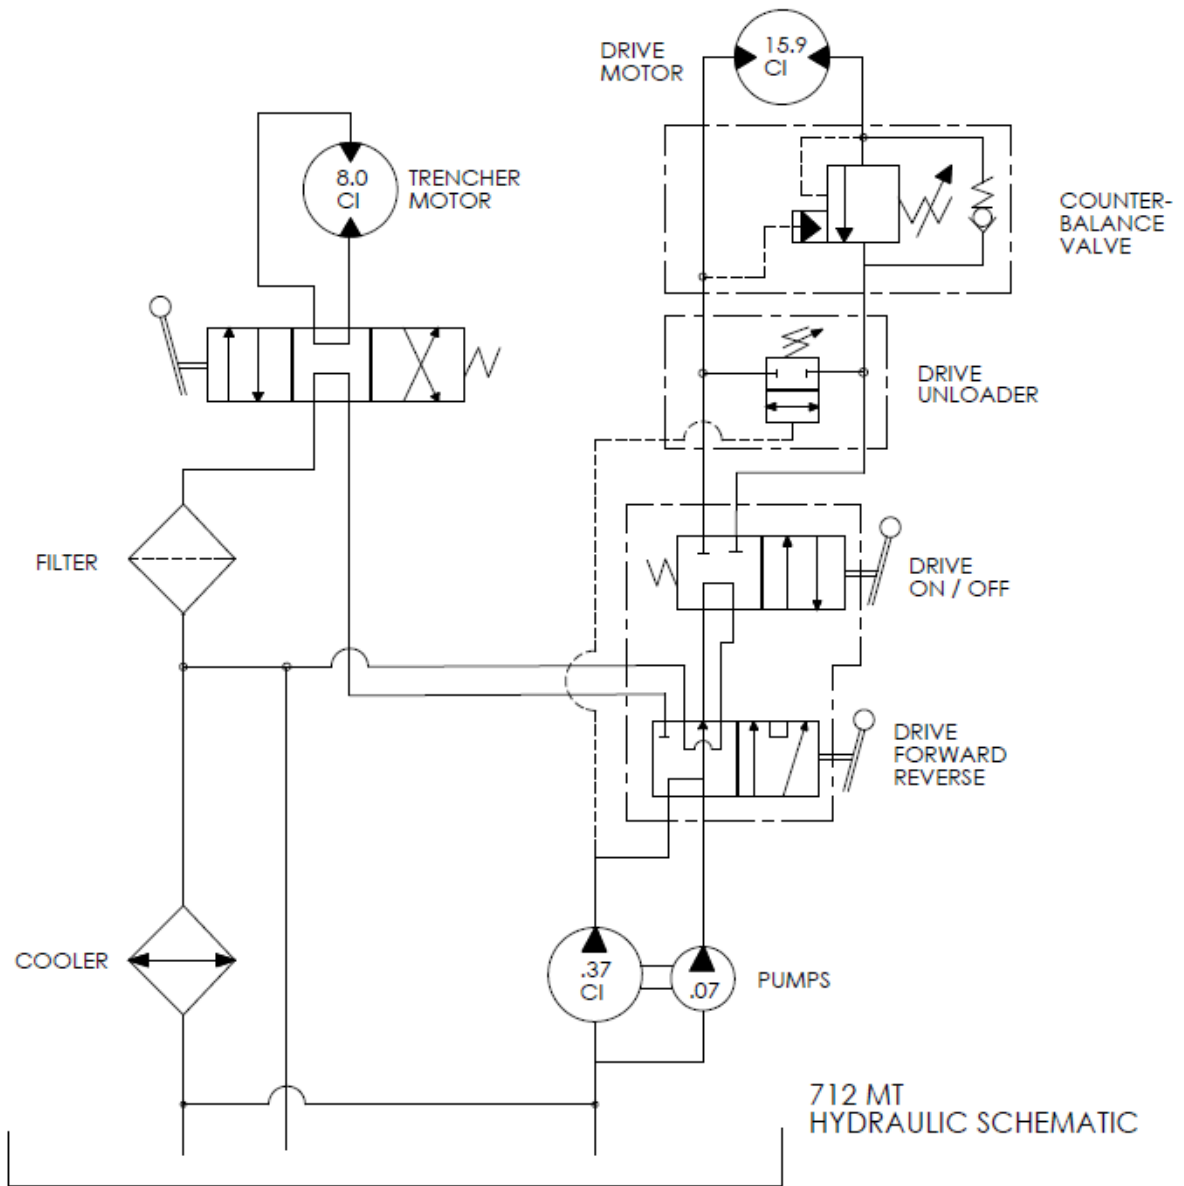 DRIVE
MOTOR
15.9
CI
8.0
CI
TRENCHER
MOTOR
COUNTER-
BALANCE
VALVE
DRIVE
UNLOADER
FILTER
DRIVE
ON / OFF
DRIVE
FORWARD
REVERSE
COOLER
.37
CI
.07
PUMPS
712 MT
HYDRAULIC SCHEMATIC